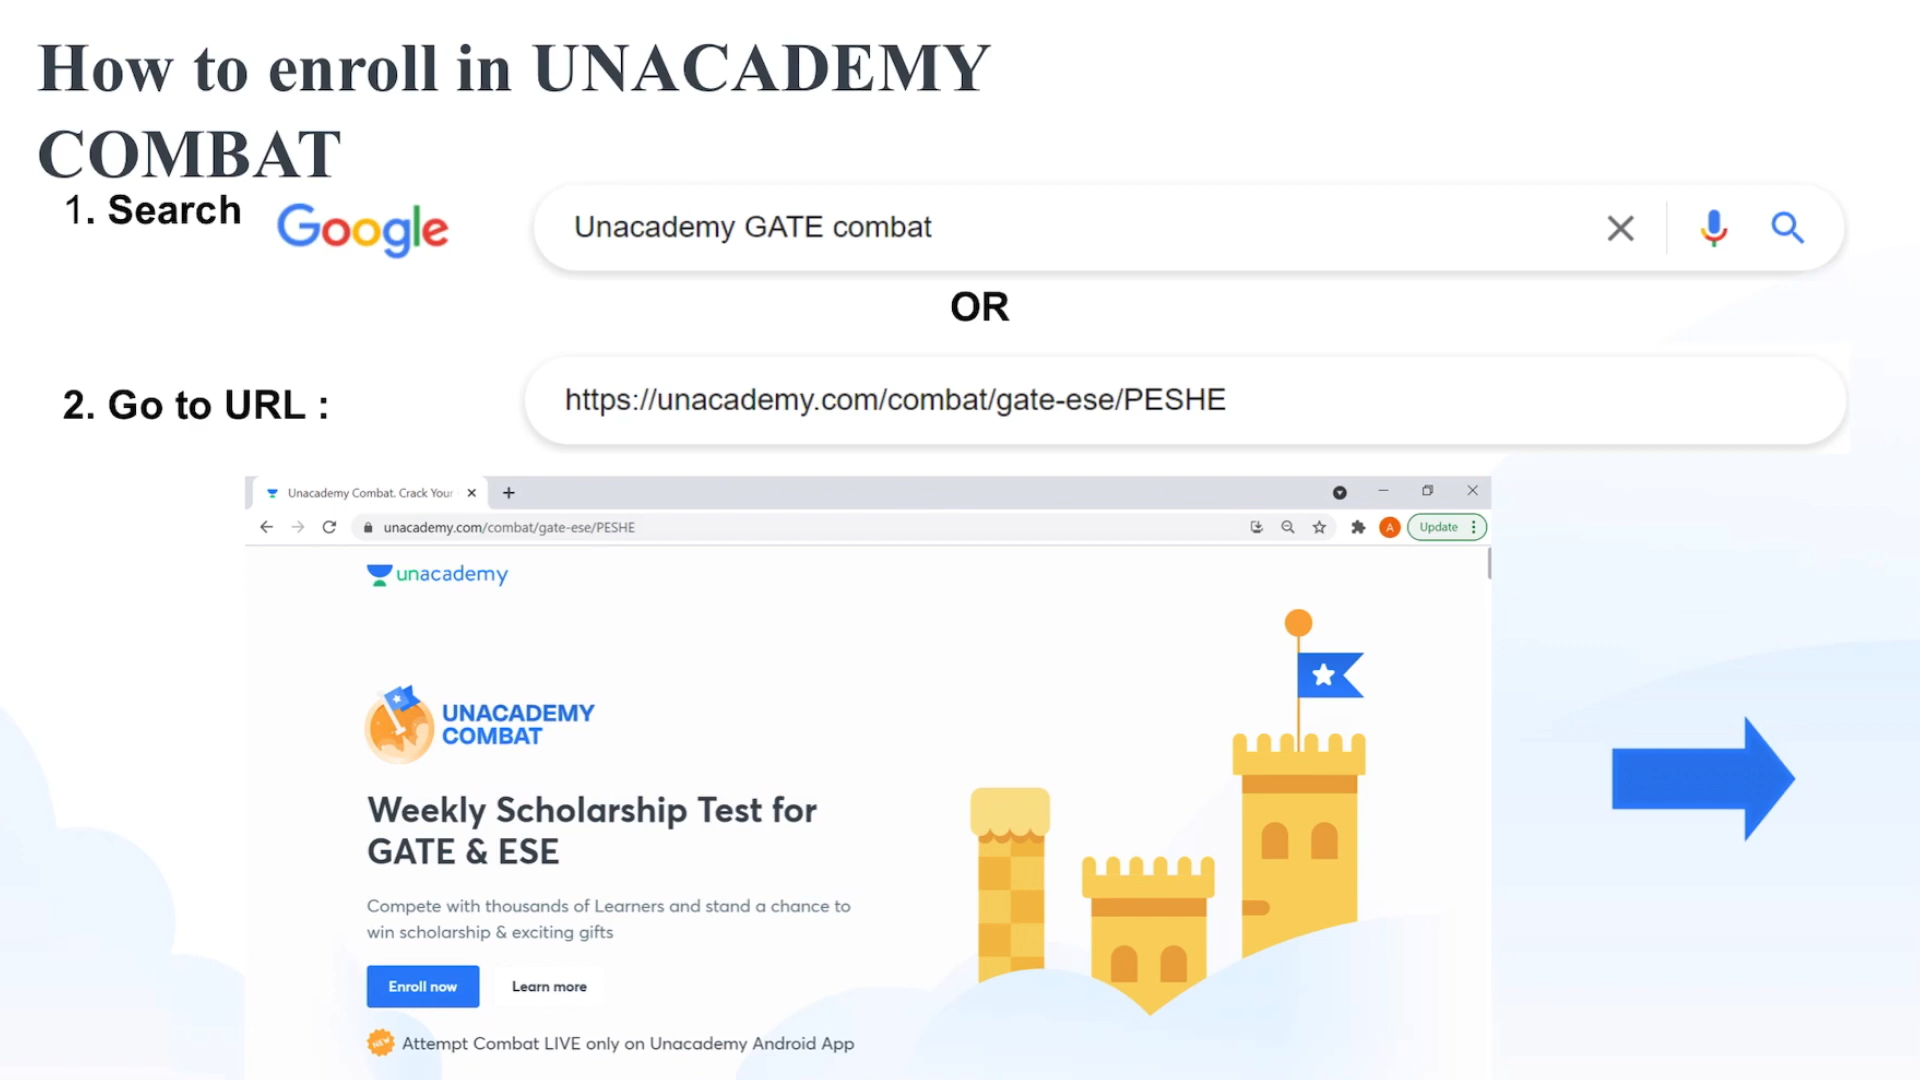 How to enroll in UNACADEMY
COMBAT
1. Search
Google
Unacademy GATE combat
OR
2. Go to URL :
https://unacademy.com/combat/gate-ese/PESHE
Unacademy Combat. Crack Your
unacademy.com/combat/gate-ese/PESHE
A
Update
unacademy
UNACADEMY
COMBAT
Weekly Scholarship Test for
GATE & ESE
Compete with thousands of Learners and stand a chance to
win scholarship & exciting gifts
Enroll now
Learn more
NEW
Attempt Combat LIVE only on Unacademy Android App